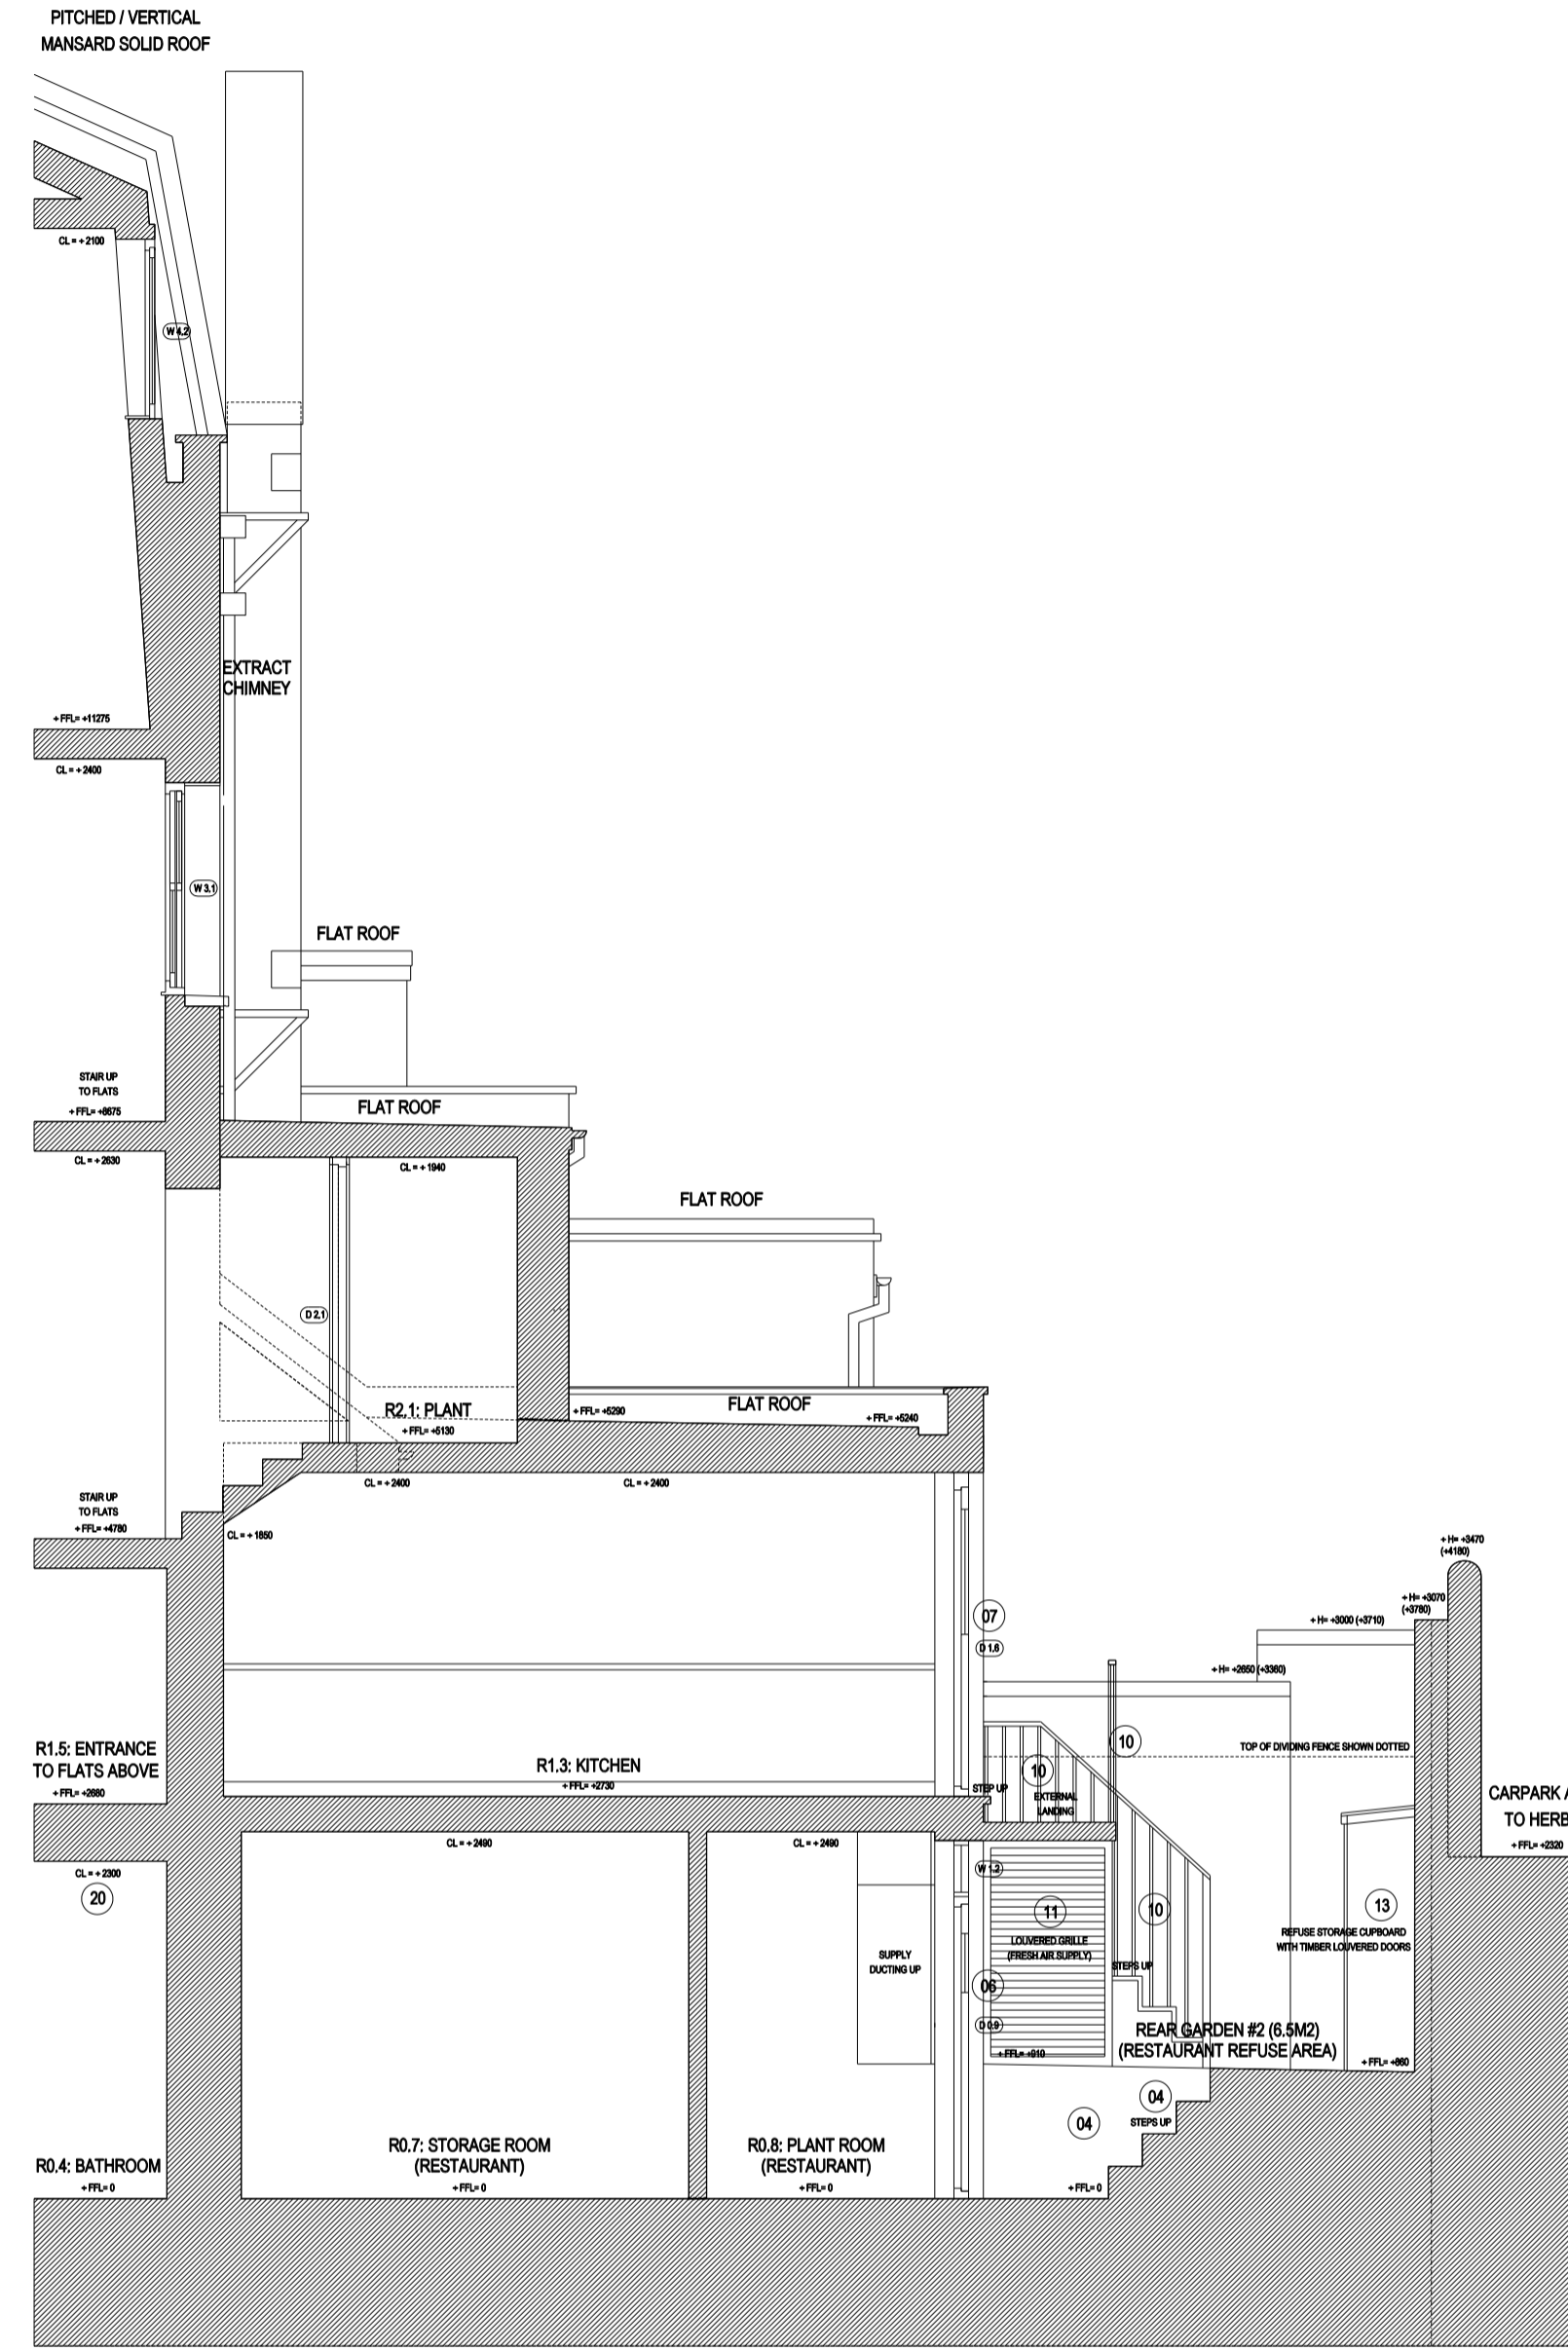 PITCHED / VERTICAL
MANSARD SOLID ROOF
CL = + 2100
W 4.2
EXTRACT
CHIMNEY
+ FFL= +11275
CL = + 2400
W 3.1
FLAT ROOF
STAIR UP
TO FLATS
+ FFL= +8675
FLAT ROOF
CL = + 2630
CL = + 1940
FLAT ROOF
D 2.1
R2.1: PLANT
+ FFL= +5130
+ FFL= +5290
FLAT ROOF
+ FFL= +5240
CL = + 2400
CL = + 2400
STAIR UP
TO FLATS
+ FFL= +4780
CL = + 1850
+ H= +3470
(+4180)
+ H= +3070
(+3780)
+ H= +3000 (+3710)
07
D 1.6
+ H= +2650 (+3360)
10
TOP OF DIVIDING FENCE SHOWN DOTTED
R1.5: ENTRANCE
TO FLATS ABOVE
+ FFL= +2680
R1.3: KITCHEN
+ FFL= +2730
10
STEP UP
EXTERNAL
LANDING
CARPARK A
TO HERB
+ FFL= +2320
CL = + 2490
CL = + 2490
CL = + 2300
20
W 1.2
11
LOUVERED GRILLE
(FRESH AIR SUPPLY)
10
13
REFUSE STORAGE CUPBOARD
WITH TIMBER LOUVERED DOORS
SUPPLY
DUCTING UP
STEPS UP
06
D 0.9
REAR GARDEN #2 (6.5M2)
(RESTAURANT REFUSE AREA)
+ FFL= +910
+ FFL= +860
04
STEPS UP
04
R0.4: BATHROOM
+ FFL= 0
R0.7: STORAGE ROOM
(RESTAURANT)
+ FFL= 0
R0.8: PLANT ROOM
(RESTAURANT)
+ FFL= 0
+ FFL= 0